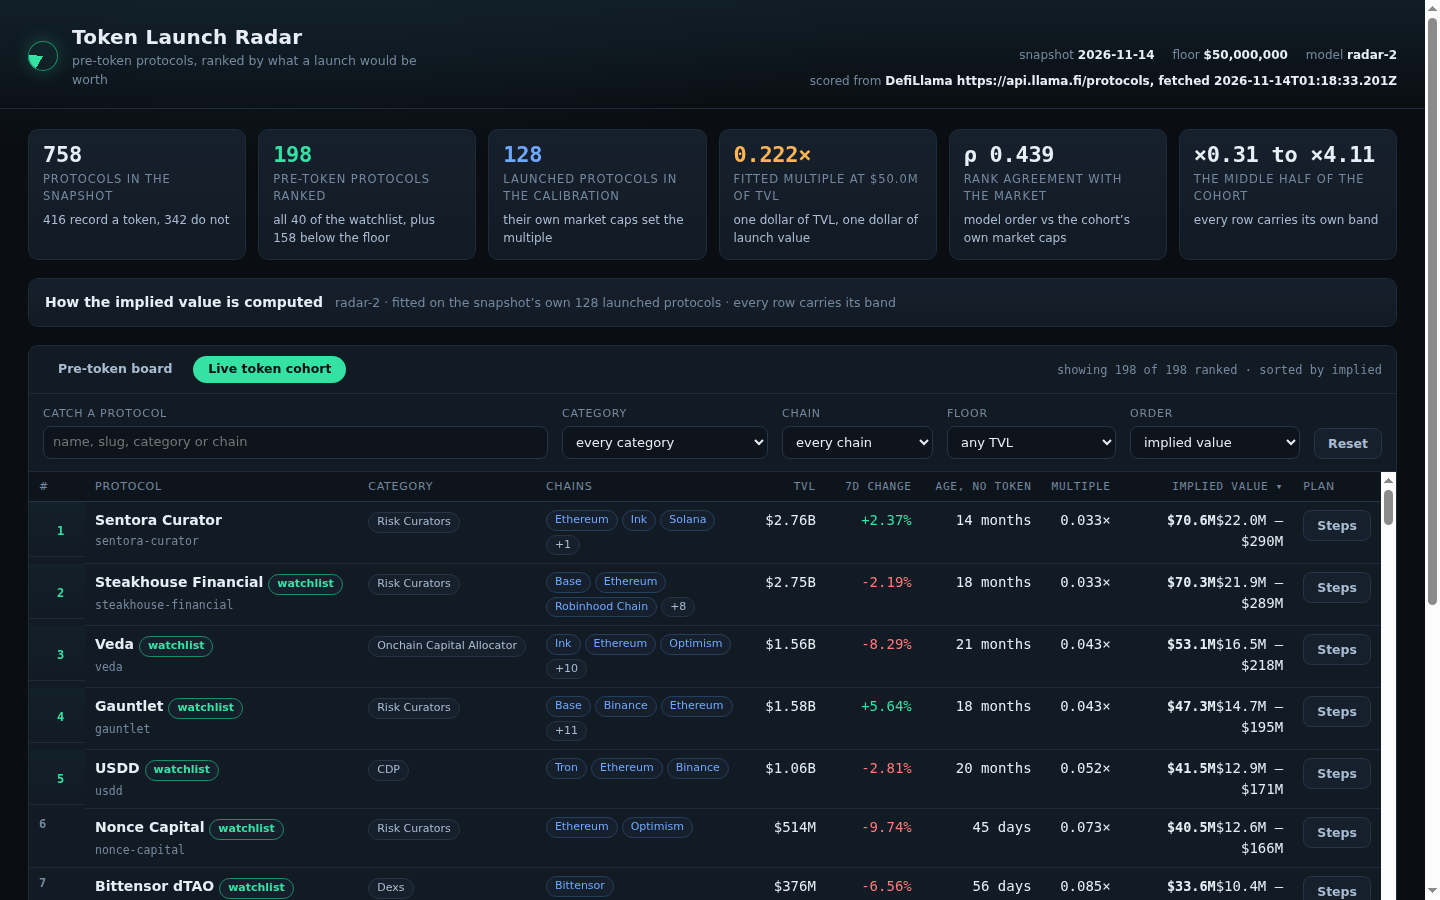 Token Launch Radar
pre-token protocols, ranked by what a launch would be
worth
snapshot 2026-11-14 floor $50,000,000 model radar-2
scored from DefiLlama https://api.llama.fi/protocols, fetched 2026-11-14T01:18:33.201Z
758
PROTOCOLS IN THE
SNAPSHOT
416 record a token, 342 do not
198
PRE-TOKEN PROTOCOLS
RANKED
all 40 of the watchlist, plus
158 below the floor
128
LAUNCHED PROTOCOLS IN
THE CALIBRATION
their own market caps set the
multiple
0.222×
FITTED MULTIPLE AT $50.0M
OF TVL
one dollar of TVL, one dollar of
launch value
ρ 0.439
RANK AGREEMENT WITH
THE MARKET
model order vs the cohort’s
own market caps
×0.31 to ×4.11
THE MIDDLE HALF OF THE
COHORT
every row carries its own band
How the implied value is computed radar-2 · fitted on the snapshot’s own 128 launched protocols · every row carries its band
Pre-token board Live token cohort showing 198 of 198 ranked · sorted by implied
CATCH A PROTOCOL CATEGORY CHAIN FLOOR ORDER
name, slug, category or chain every category every chain any TVL implied value Reset
# PROTOCOL CATEGORY CHAINS TVL 7D CHANGE AGE, NO TOKEN MULTIPLE IMPLIED VALUE ▾ PLAN
1 Sentora Curator Risk Curators Ethereum Ink Solana $2.76B +2.37% 14 months 0.033× $70.6M$22.0M – Steps
sentora-curator +1 $290M
2 Steakhouse Financial watchlist Risk Curators Base Ethereum $2.75B -2.19% 18 months 0.033× $70.3M$21.9M – Steps
steakhouse-financial Robinhood Chain +8 $289M
3 Veda watchlist Onchain Capital Allocator Ink Ethereum Optimism $1.56B -8.29% 21 months 0.043× $53.1M$16.5M – Steps
veda +10 $218M
4 Gauntlet watchlist Risk Curators Base Binance Ethereum $1.58B +5.64% 18 months 0.043× $47.3M$14.7M – Steps
gauntlet +11 $195M
5 USDD watchlist CDP Tron Ethereum Binance $1.06B -2.81% 20 months 0.052× $41.5M$12.9M – Steps
usdd $171M
6 Nonce Capital watchlist Risk Curators Ethereum Optimism $514M -9.74% 45 days 0.073× $40.5M$12.6M – Steps
nonce-capital $166M
7 Bittensor dTAO watchlist Dexs Bittensor $376M -6.56% 56 days 0.085× $33.6M$10.4M – Steps